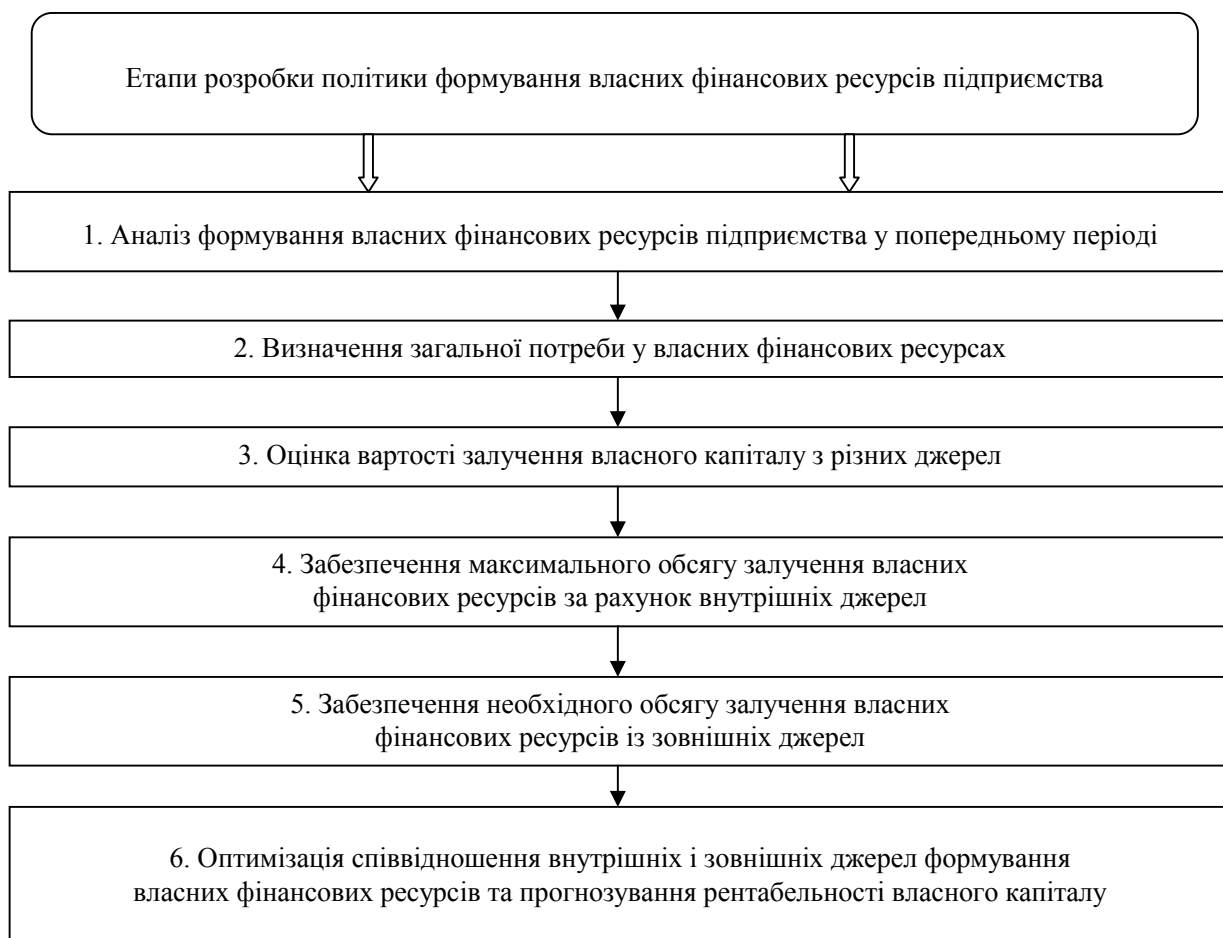 Етапи розробки політики формування власних фінансових ресурсів підприємства
1. Аналіз формування власних фінансових ресурсів підприємства у попередньому періоді
2. Визначення загальної потреби у власних фінансових ресурсах
3. Оцінка вартості залучення власного капіталу з різних джерел
4. Забезпечення максимального обсягу залучення власних
фінансових ресурсів за рахунок внутрішніх джерел
5. Забезпечення необхідного обсягу залучення власних
фінансових ресурсів із зовнішніх джерел
6. Оптимізація співвідношення внутрішніх і зовнішніх джерел формування
власних фінансових ресурсів та прогнозування рентабельності власного капіталу